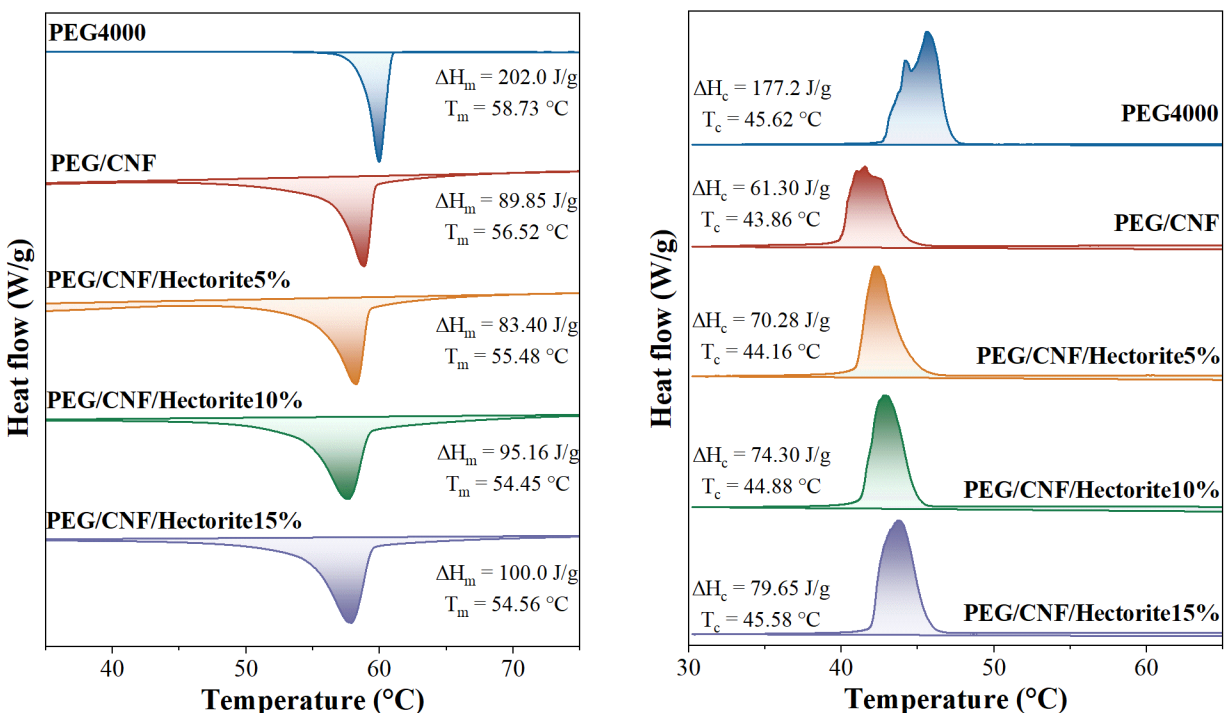 PEG4000
ΔHm = 202.0 J/g
Tm = 58.73 °C
PEG/CNF
ΔHm = 89.85 J/g
Tm = 56.52 °C
PEG/CNF/Hectorite5%
ΔHm = 83.40 J/g
Tm = 55.48 °C
PEG/CNF/Hectorite10%
ΔHm = 95.16 J/g
Tm = 54.45 °C
PEG/CNF/Hectorite15%
ΔHm = 100.0 J/g
Tm = 54.56 °C
Heat flow (W/g)
40 50 60 70
Temperature (°C)
ΔHc = 177.2 J/g
Tc = 45.62 °C
PEG4000
ΔHc = 61.30 J/g
Tc = 43.86 °C
PEG/CNF
ΔHc = 70.28 J/g
Tc = 44.16 °C
PEG/CNF/Hectorite5%
ΔHc = 74.30 J/g
Tc = 44.88 °C
PEG/CNF/Hectorite10%
ΔHc = 79.65 J/g
Tc = 45.58 °C
PEG/CNF/Hectorite15%
Heat flow (W/g)
30 40 50 60
Temperature (°C)